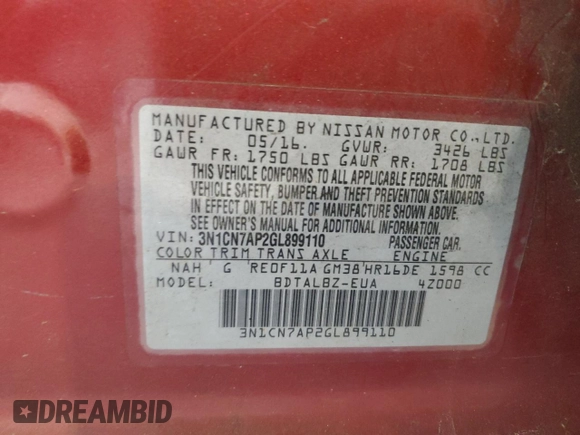 MANUFACTURED BY NISSAN MOTOR CO.,LTD.
DATE: 05/16. GVWR: 3426 LBS
GAWR FR: 1750 LBS GAWR RR: 1708 LBS
THIS VEHICLE CONFORMS TO ALL APPLICABLE FEDERAL MOTOR
VEHICLE SAFETY, BUMPER, AND THEFT PREVENTION STANDARDS
IN EFFECT ON THE DATE OF MANUFACTURE SHOWN ABOVE.
SEE OWNER'S MANUAL FOR ADDITIONAL INFORMATION.
VIN: 3N1CN7AP2GL899110 PASSENGER CAR.
COLOR TRIM TRANS AXLE ENGINE
NAH G RE0F11A GM38 HR16DE 1598 CC
BDTALBZ-EUA 4Z000
3N1CN7AP2GL899110
DREAMBID